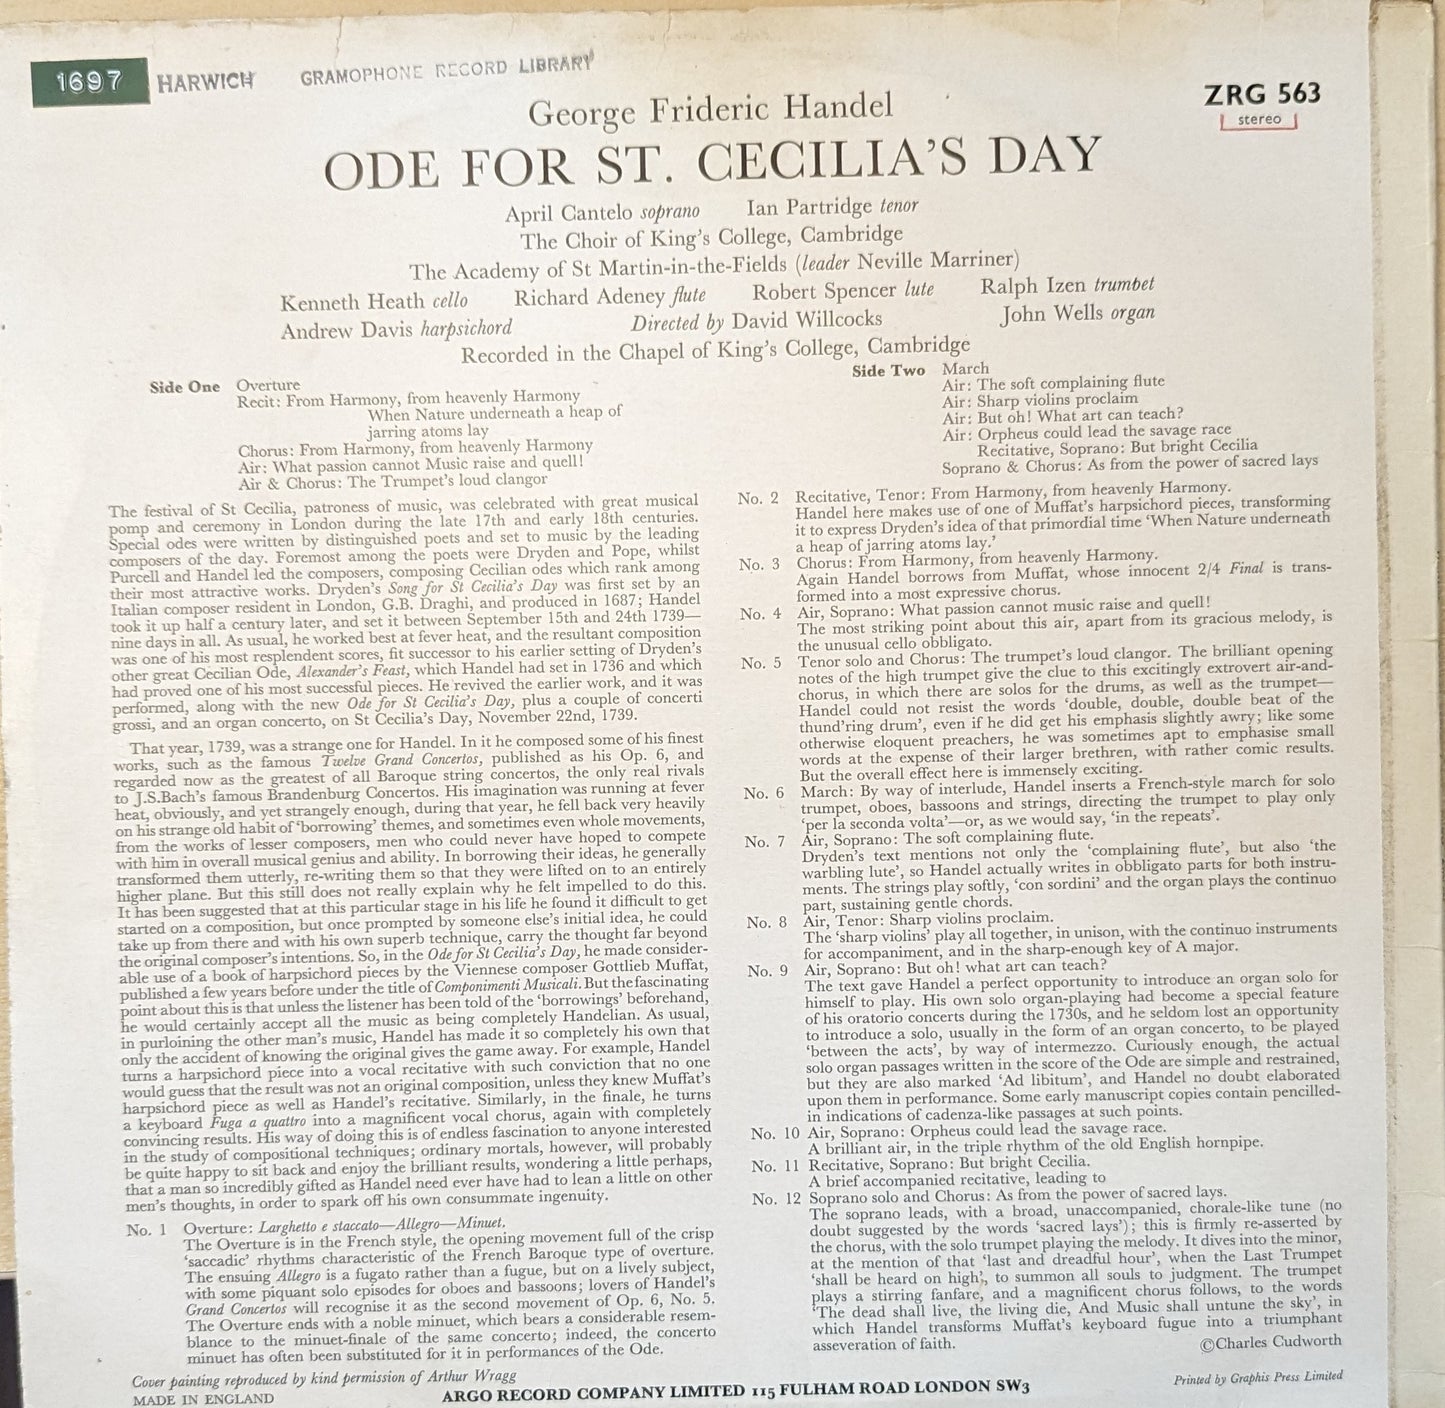 1697 HARWICH GRAMOPHONE RECORD LIBRARY
ZRG 563
stereo
George Frideric Handel
ODE FOR ST. CECILIA'S DAY
April Cantelo soprano Ian Partridge tenor
The Choir of King's College, Cambridge
The Academy of St Martin-in-the-Fields (leader Neville Marriner)
Kenneth Heath cello Richard Adeney flute Robert Spencer lute Ralph Izen trumbet
Andrew Davis harpsichord Directed by David Willcocks John Wells organ
Recorded in the Chapel of King's College, Cambridge
Side One Overture
Recit: From Harmony, from heavenly Harmony
When Nature underneath a heap of
jarring atoms lay
Chorus: From Harmony, from heavenly Harmony
Air: What passion cannot Music raise and quell!
Air & Chorus: The Trumpet's loud clangor
Side Two March
Air: The soft complaining flute
Air: Sharp violins proclaim
Air: But oh! What art can teach?
Air: Orpheus could lead the savage race
Recitative, Soprano: But bright Cecilia
Soprano & Chorus: As from the power of sacred lays
The festival of St Cecilia, patroness of music, was celebrated with great musical
pomp and ceremony in London during the late 17th and early 18th centuries.
Special odes were written by distinguished poets and set to music by the leading
composers of the day. Foremost among the poets were Dryden and Pope, whilst
Purcell and Handel led the composers, composing Cecilian odes which rank among
their most attractive works. Dryden's Song for St Cecilia's Day was first set by an
Italian composer resident in London, G.B. Draghi, and produced in 1687; Handel
took it up half a century later, and set it between September 15th and 24th 1739—
nine days in all. As usual, he worked best at fever heat, and the resultant composition
was one of his most resplendent scores, fit successor to his earlier setting of Dryden's
other great Cecilian Ode, Alexander's Feast, which Handel had set in 1736 and which
had proved one of his most successful pieces. He revived the earlier work, and it was
performed, along with the new Ode for St Cecilia's Day, plus a couple of concerti
grossi, and an organ concerto, on St Cecilia's Day, November 22nd, 1739.
That year, 1739, was a strange one for Handel. In it he composed some of his finest
works, such as the famous Twelve Grand Concertos, published as his Op. 6, and
regarded now as the greatest of all Baroque string concertos, the only real rivals
to J.S.Bach's famous Brandenburg Concertos. His imagination was running at fever
heat, obviously, and yet strangely enough, during that year, he fell back very heavily
on his strange old habit of 'borrowing' themes, and sometimes even whole movements,
from the works of lesser composers, men who could never have hoped to compete
with him in overall musical genius and ability. In borrowing their ideas, he generally
transformed them utterly, re-writing them so that they were lifted on to an entirely
higher plane. But this still does not really explain why he felt impelled to do this.
It has been suggested that at this particular stage in his life he found it difficult to get
started on a composition, but once prompted by someone else's initial idea, he could
take up from there and with his own superb technique, carry the thought far beyond
the original composer's intentions. So, in the Ode for St Cecilia's Day, he made consider-
able use of a book of harpsichord pieces by the Viennese composer Gottlieb Muffat,
published a few years before under the title of Componimenti Musicali. But the fascinating
point about this is that unless the listener has been told of the 'borrowings' beforehand,
he would certainly accept all the music as being completely Handelian. As usual,
in purloining the other man's music, Handel has made it so completely his own that
only the accident of knowing the original gives the game away. For example, Handel
turns a harpsichord piece into a vocal recitative with such conviction that no one
would guess that the result was not an original composition, unless they knew Muffat's
harpsichord piece as well as Handel's recitative. Similarly, in the finale, he turns
a keyboard Fuga a quattro into a magnificent vocal chorus, again with completely
convincing results. His way of doing this is of endless fascination to anyone interested
in the study of compositional techniques; ordinary mortals, however, will probably
be quite happy to sit back and enjoy the brilliant results, wondering a little perhaps,
that a man so incredibly gifted as Handel need ever have had to lean a little on other
men's thoughts, in order to spark off his own consummate ingenuity.
No. 1 Overture: Larghetto e staccato—Allegro—Minuet.
The Overture is in the French style, the opening movement full of the crisp
'saccadic' rhythms characteristic of the French Baroque type of overture.
The ensuing Allegro is a fugato rather than a fugue, but on a lively subject,
with some piquant solo episodes for oboes and bassoons; lovers of Handel's
Grand Concertos will recognise it as the second movement of Op. 6, No. 5.
The Overture ends with a noble minuet, which bears a considerable resem-
blance to the minuet-finale of the same concerto; indeed, the concerto
minuet has often been substituted for it in performances of the Ode.
No. 2 Recitative, Tenor: From Harmony, from heavenly Harmony.
Handel here makes use of one of Muffat's harpsichord pieces, transforming
it to express Dryden's idea of that primordial time 'When Nature underneath
a heap of jarring atoms lay.'
No. 3 Chorus: From Harmony, from heavenly Harmony.
Again Handel borrows from Muffat, whose innocent 2/4 Final is trans-
formed into a most expressive chorus.
No. 4 Air, Soprano: What passion cannot music raise and quell!
The most striking point about this air, apart from its gracious melody, is
the unusual cello obbligato.
No. 5 Tenor solo and Chorus: The trumpet's loud clangor. The brilliant opening
notes of the high trumpet give the clue to this excitingly extrovert air-and-
chorus, in which there are solos for the drums, as well as the trumpet—
Handel could not resist the words 'double, double, double beat of the
thund'ring drum', even if he did get his emphasis slightly awry; like some
otherwise eloquent preachers, he was sometimes apt to emphasise small
words at the expense of their larger brethren, with rather comic results.
But the overall effect here is immensely exciting.
No. 6 March: By way of interlude, Handel inserts a French-style march for solo
trumpet, oboes, bassoons and strings, directing the trumpet to play only
'per la seconda volta'—or, as we would say, 'in the repeats'.
No. 7 Air, Soprano: The soft complaining flute.
Dryden's text mentions not only the 'complaining flute', but also 'the
warbling lute', so Handel actually writes in obbligato parts for both instru-
ments. The strings play softly, 'con sordini' and the organ plays the continuo
part, sustaining gentle chords.
No. 8 Air, Tenor: Sharp violins proclaim.
The 'sharp violins' play all together, in unison, with the continuo instruments
for accompaniment, and in the sharp-enough key of A major.
No. 9 Air, Soprano: But oh! what art can teach?
The text gave Handel a perfect opportunity to introduce an organ solo for
himself to play. His own solo organ-playing had become a special feature
of his oratorio concerts during the 1730s, and he seldom lost an opportunity
to introduce a solo, usually in the form of an organ concerto, to be played
'between the acts', by way of intermezzo. Curiously enough, the actual
solo organ passages written in the score of the Ode are simple and restrained,
but they are also marked 'Ad libitum', and Handel no doubt elaborated
upon them in performance. Some early manuscript copies contain pencilled-
in indications of cadenza-like passages at such points.
No. 10 Air, Soprano: Orpheus could lead the savage race.
A brilliant air, in the triple rhythm of the old English hornpipe.
No. 11 Recitative, Soprano: But bright Cecilia.
A brief accompanied recitative, leading to
No. 12 Soprano solo and Chorus: As from the power of sacred lays.
The soprano leads, with a broad, unaccompanied, chorale-like tune (no
doubt suggested by the words 'sacred lays'); this is firmly re-asserted by
the chorus, with the solo trumpet playing the melody. It dives into the minor,
at the mention of that 'last and dreadful hour', when the Last Trumpet
'shall be heard on high', to summon all souls to judgment. The trumpet
plays a stirring fanfare, and a magnificent chorus follows, to the words
'The dead shall live, the living die, And Music shall untune the sky', in
which Handel transforms Muffat's keyboard fugue into a triumphant
asseveration of faith.
©Charles Cudworth
Cover painting reproduced by kind permission of Arthur Wragg
MADE IN ENGLAND
ARGO RECORD COMPANY LIMITED 115 FULHAM ROAD LONDON SW3
Printed by Graphis Press Limited